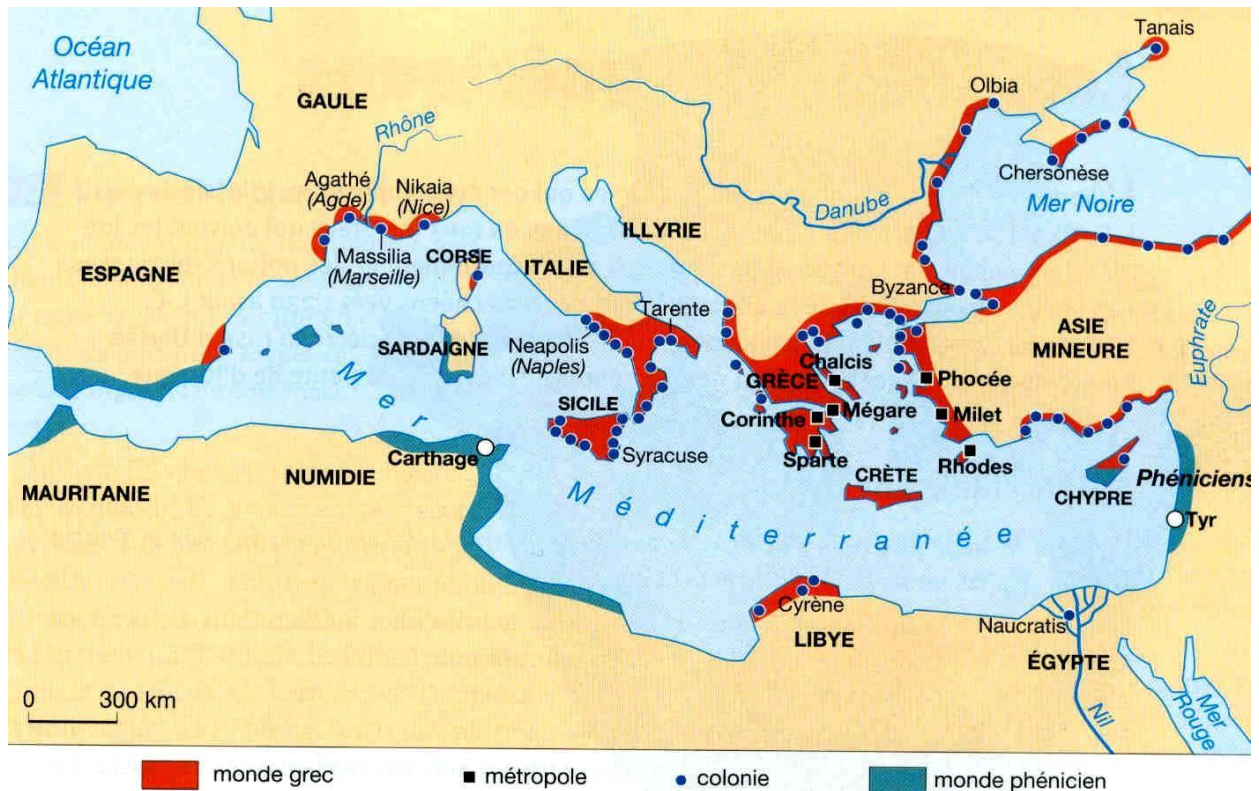 Océan
Atlantique
GAULE
Rhône
Agathé
(Agde)
Nikaia
(Nice)
Massilia
(Marseille)
CORSE
ESPAGNE
ITALIE
ILLYRIE
Danube
Tanais
Olbia
Chersonèse
Mer Noire
Byzance
Tarente
Neapolis
(Naples)
SARDAIGNE
SICILE
Syracuse
Chalcis
GRÈCE
Corinthe
Mégare
Sparte
Phocée
Milet
Rhodes
CRÈTE
ASIE
MINEURE
Euphrate
CHYPRE
Phéniciens
Tyr
Carthage
MAURITANIE
NUMIDIE
Mer
Méditerranée
Cyrène
LIBYE
Naucratis
ÉGYPTE
Nil
Mer
Rouge
0 300 km
monde grec
métropole
colonie
monde phénicien